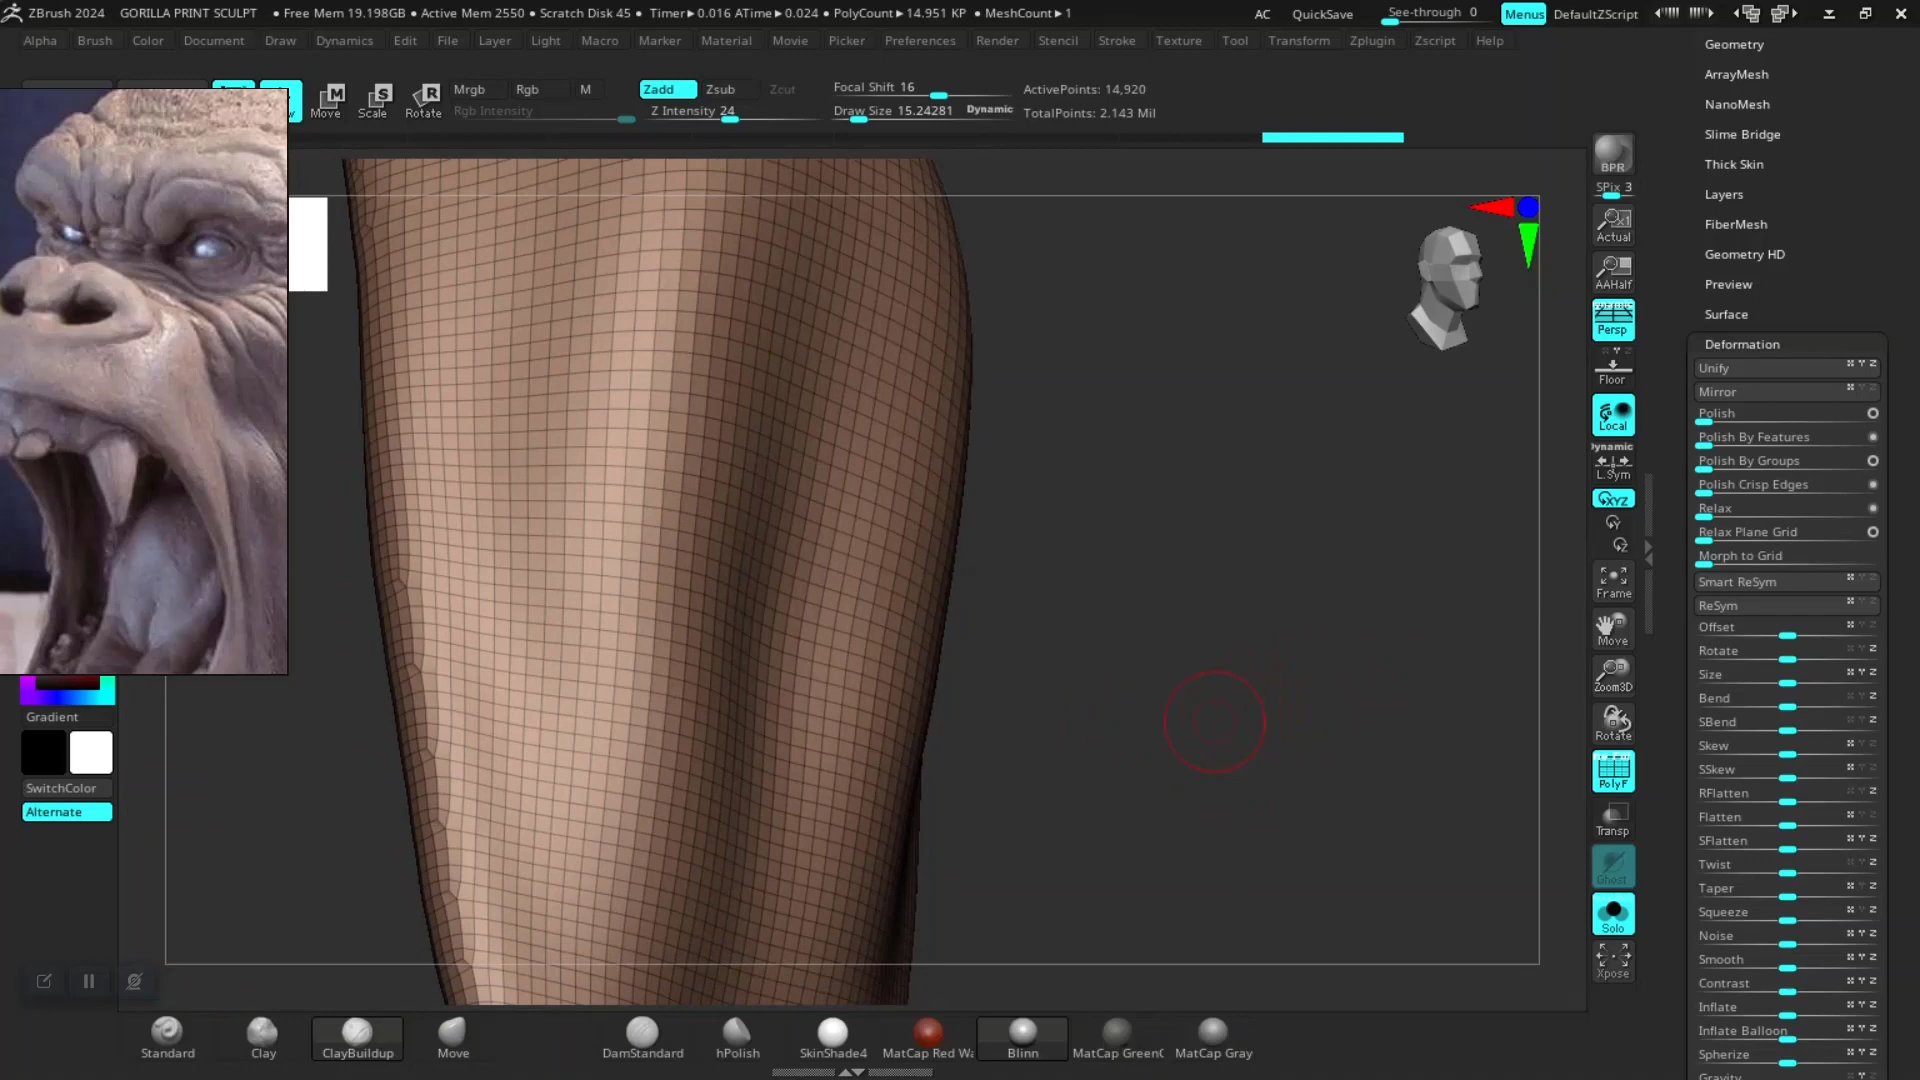 ZBrush 2024 GORILLA PRINT SCULPT • Free Mem 19.198GB • Active Mem 2550 • Scratch Disk 45 • Timer▸0.016 ATime▸0.024 • PolyCount▸14.951 KP • MeshCount▸1 AC QuickSave See-through 0 Menus DefaultZScript
Alpha Brush Color Document Draw Dynamics Edit File Layer Light Macro Marker Material Movie Picker Preferences Render Stencil Stroke Texture Tool Transform Zplugin Zscript Help
Move Scale Rotate
M S R
Mrgb Rgb M
Rgb Intensity
Zadd Zsub Zcut
Z Intensity 24
Focal Shift 16
Draw Size 15.24281 Dynamic
ActivePoints: 14,920
TotalPoints: 2.143 Mil
BPR
SPix 3
Actual
AAHalf
Persp
Floor
Local
Dynamic
L.Sym
XYZ
Y
Z
Frame
Move
Zoom3D
Rotate
PolyF
Transp
Ghost
Solo
Xpose
Geometry
ArrayMesh
NanoMesh
Slime Bridge
Thick Skin
Layers
FiberMesh
Geometry HD
Preview
Surface
Deformation
Unify
Mirror
Polish
Polish By Features
Polish By Groups
Polish Crisp Edges
Relax
Relax Plane Grid
Morph to Grid
Smart ReSym
ReSym
Offset
Rotate
Size
Bend
SBend
Skew
SSkew
RFlatten
Flatten
SFlatten
Twist
Taper
Squeeze
Noise
Smooth
Contrast
Inflate
Inflate Balloon
Spherize
Gravity
Gradient
SwitchColor
Alternate
Standard Clay ClayBuildup Move DamStandard hPolish SkinShade4 MatCap Red Wa Blinn MatCap GreenC MatCap Gray